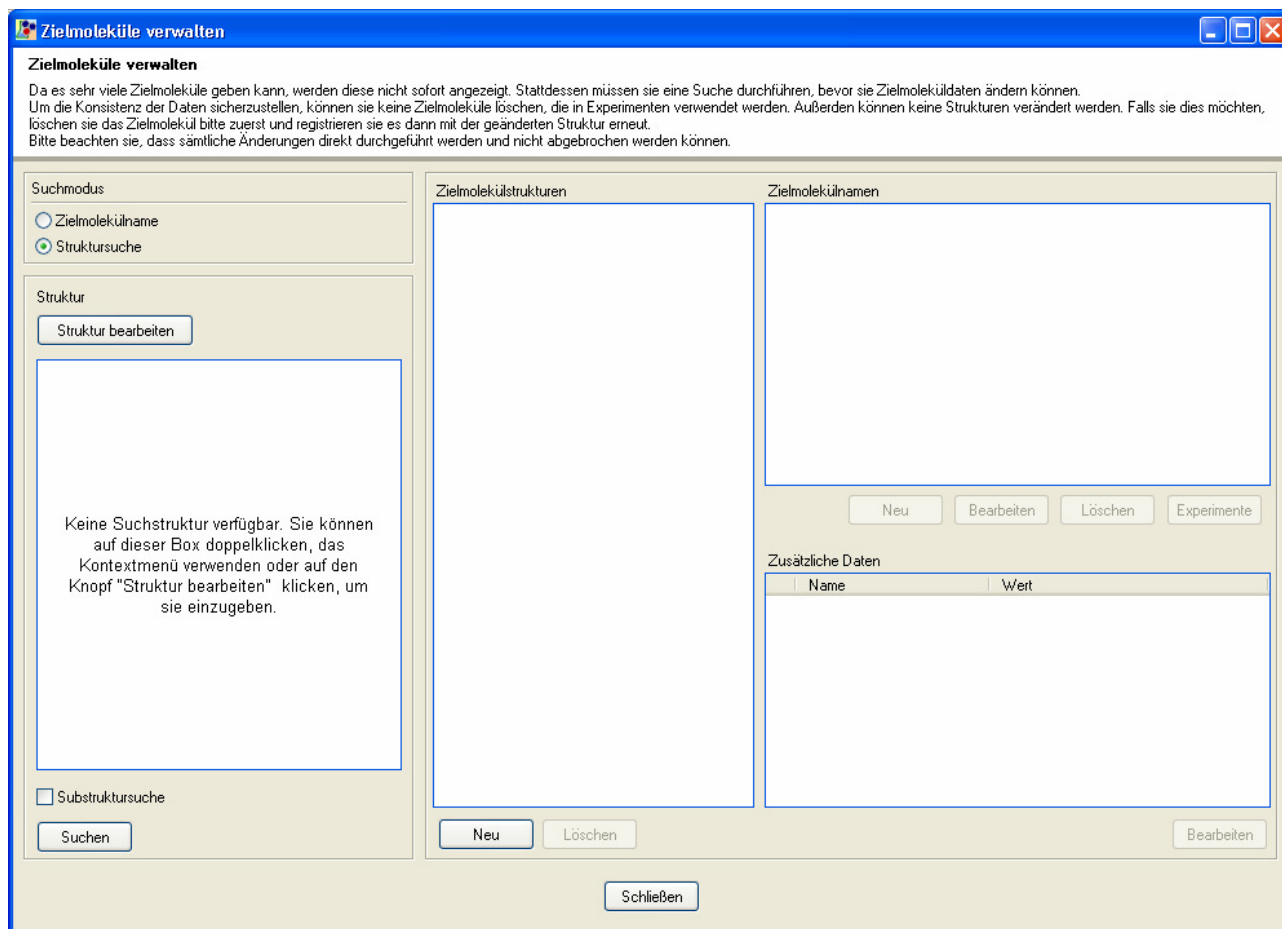 Zielmoleküle verwalten
Zielmoleküle verwalten
Da es sehr viele Zielmoleküle geben kann, werden diese nicht sofort angezeigt. Stattdessen müssen sie eine Suche durchführen, bevor sie Zielmoleküldaten ändern können.
Um die Konsistenz der Daten sicherzustellen, können sie keine Zielmoleküle löschen, die in Experimenten verwendet werden. Außerden können keine Strukturen verändert werden. Falls sie dies möchten,
löschen sie das Zielmolekül bitte zuerst und registrieren sie es dann mit der geänderten Struktur erneut.
Bitte beachten sie, dass sämtliche Änderungen direkt durchgeführt werden und nicht abgebrochen werden können.
Suchmodus
Zielmolekülname
Struktursuche
Struktur
Struktur bearbeiten
Keine Suchstruktur verfügbar. Sie können
auf dieser Box doppelklicken, das
Kontextmenü verwenden oder auf den
Knopf "Struktur bearbeiten" klicken, um
sie einzugeben.
Substruktursuche
Suchen
Zielmolekülstrukturen
Neu Löschen
Zielmolekülnamen
Neu Bearbeiten Löschen Experimente
Zusätzliche Daten
Name Wert
Bearbeiten
Schließen